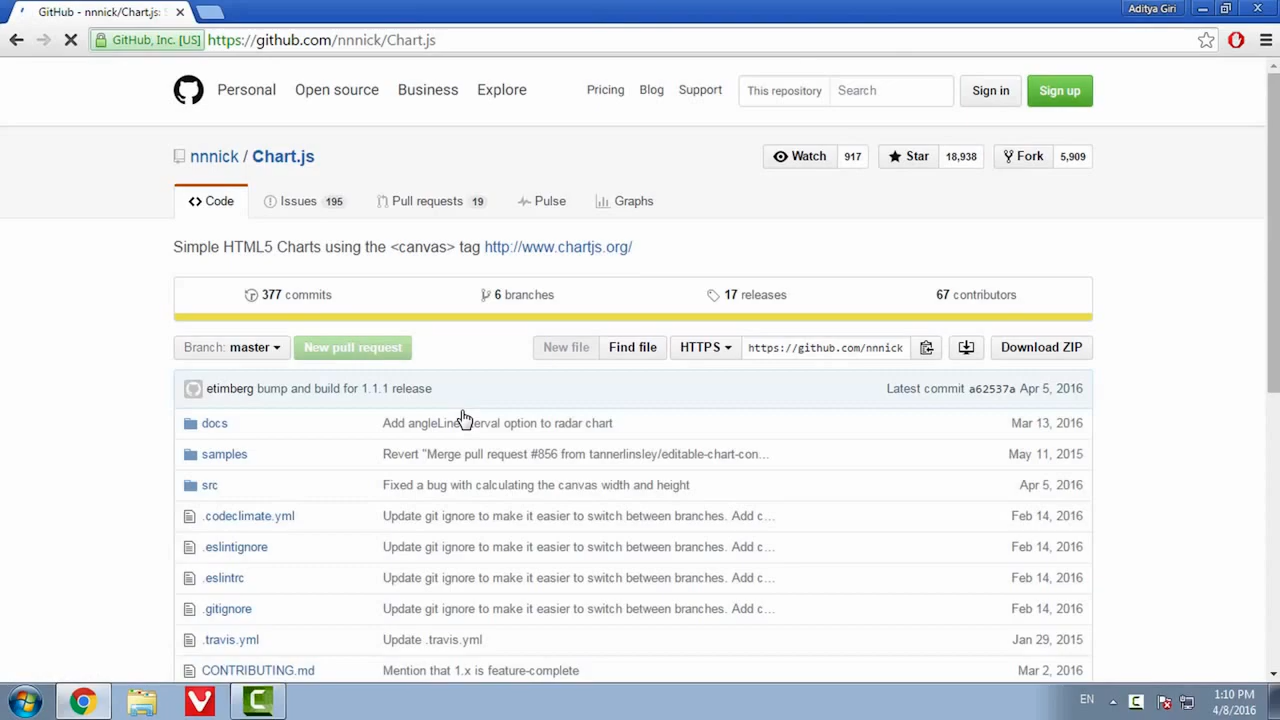 GitHub - nnnick/Chart.js: S
Aditya Giri
GitHub, Inc. [US] https://github.com/nnnick/Chart.js
Personal Open source Business Explore Pricing Blog Support This repository Search Sign in Sign up
nnnick / Chart.js Watch 917 Star 18,938 Fork 5,909
Code Issues 195 Pull requests 19 Pulse Graphs
Simple HTML5 Charts using the <canvas> tag http://www.chartjs.org/
377 commits 6 branches 17 releases 67 contributors
Branch: master New pull request New file Find file HTTPS https://github.com/nnnick Download ZIP
etimberg bump and build for 1.1.1 release Latest commit a62537a Apr 5, 2016
docs Add angleLine erval option to radar chart Mar 13, 2016
samples Revert "Merge pull request #856 from tannerlinsley/editable-chart-con... May 11, 2015
src Fixed a bug with calculating the canvas width and height Apr 5, 2016
.codeclimate.yml Update git ignore to make it easier to switch between branches. Add c... Feb 14, 2016
.eslintignore Update git ignore to make it easier to switch between branches. Add c... Feb 14, 2016
.eslintrc Update git ignore to make it easier to switch between branches. Add c... Feb 14, 2016
.gitignore Update git ignore to make it easier to switch between branches. Add c... Feb 14, 2016
.travis.yml Update .travis.yml Jan 29, 2015
CONTRIBUTING.md Mention that 1.x is feature-complete Mar 2, 2016
EN 1:10 PM
4/8/2016